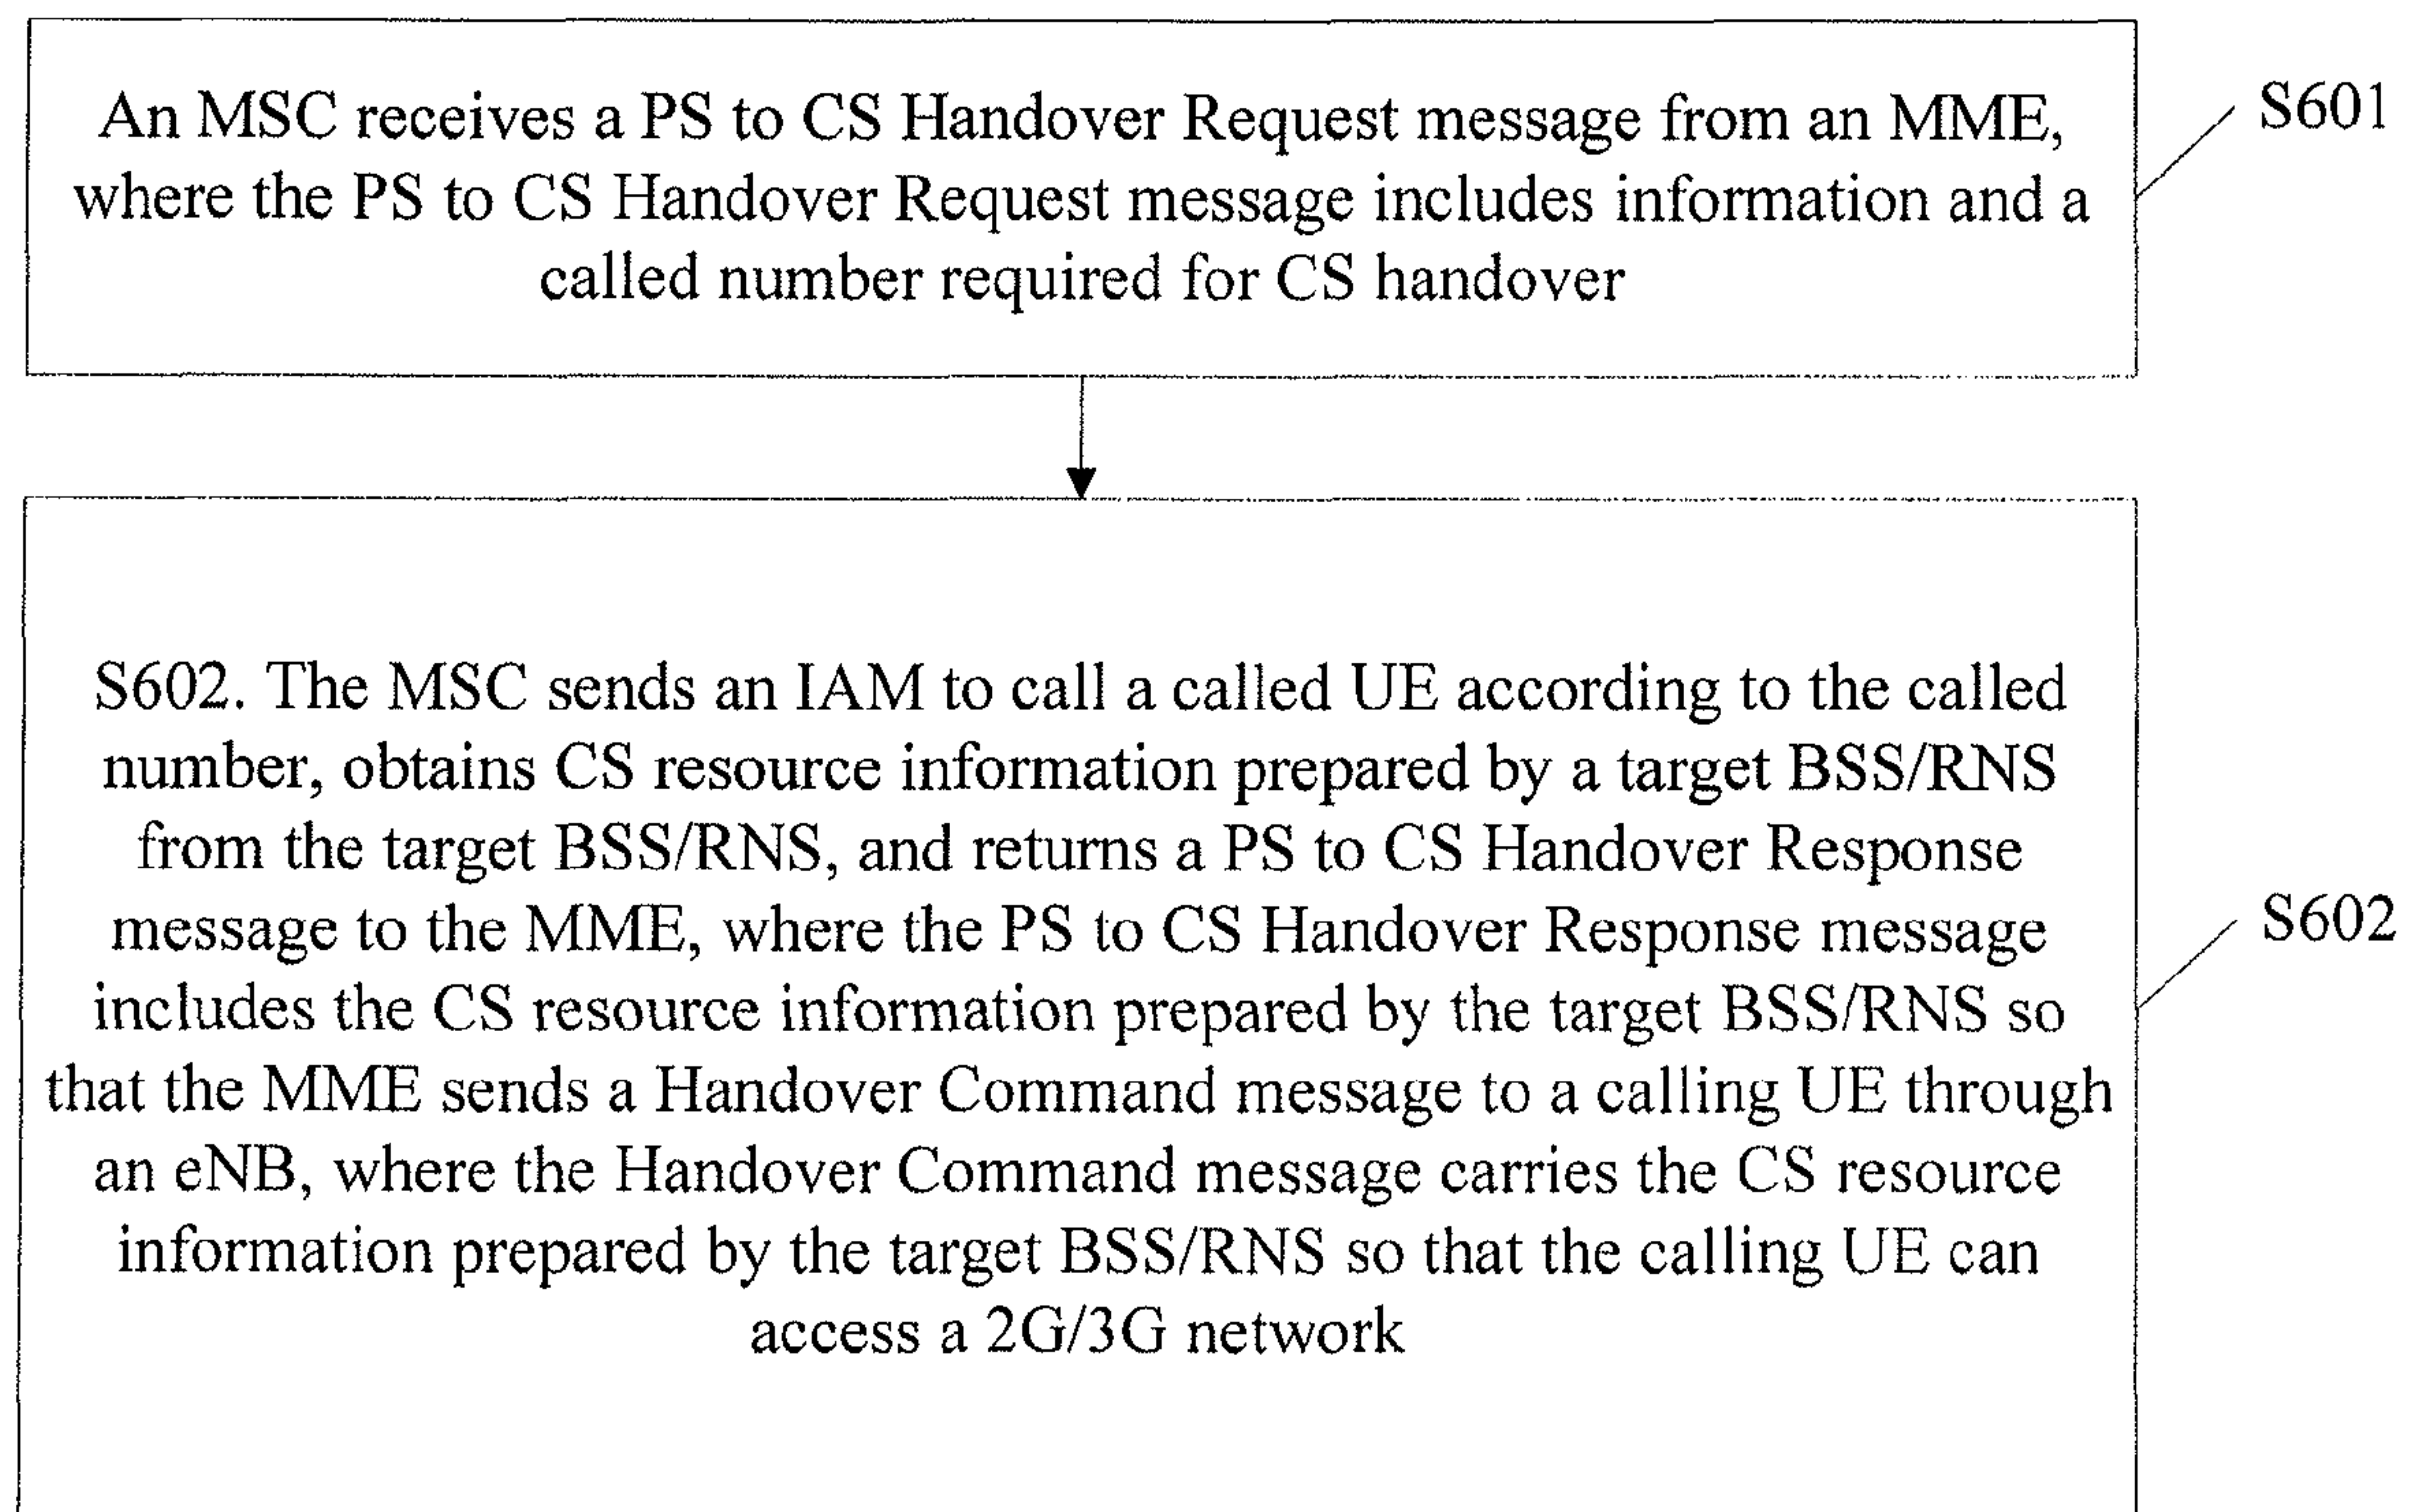 An MSC receives a PS to CS Handover Request message from an MME,
where the PS to CS Handover Request message includes information and a
called number required for CS handover
S601
S602. The MSC sends an IAM to call a called UE according to the called
number, obtains CS resource information prepared by a target BSS/RNS
from the target BSS/RNS, and returns a PS to CS Handover Response
message to the MME, where the PS to CS Handover Response message
includes the CS resource information prepared by the target BSS/RNS so
that the MME sends a Handover Command message to a calling UE through
an eNB, where the Handover Command message carries the CS resource
information prepared by the target BSS/RNS so that the calling UE can
access a 2G/3G network
S602